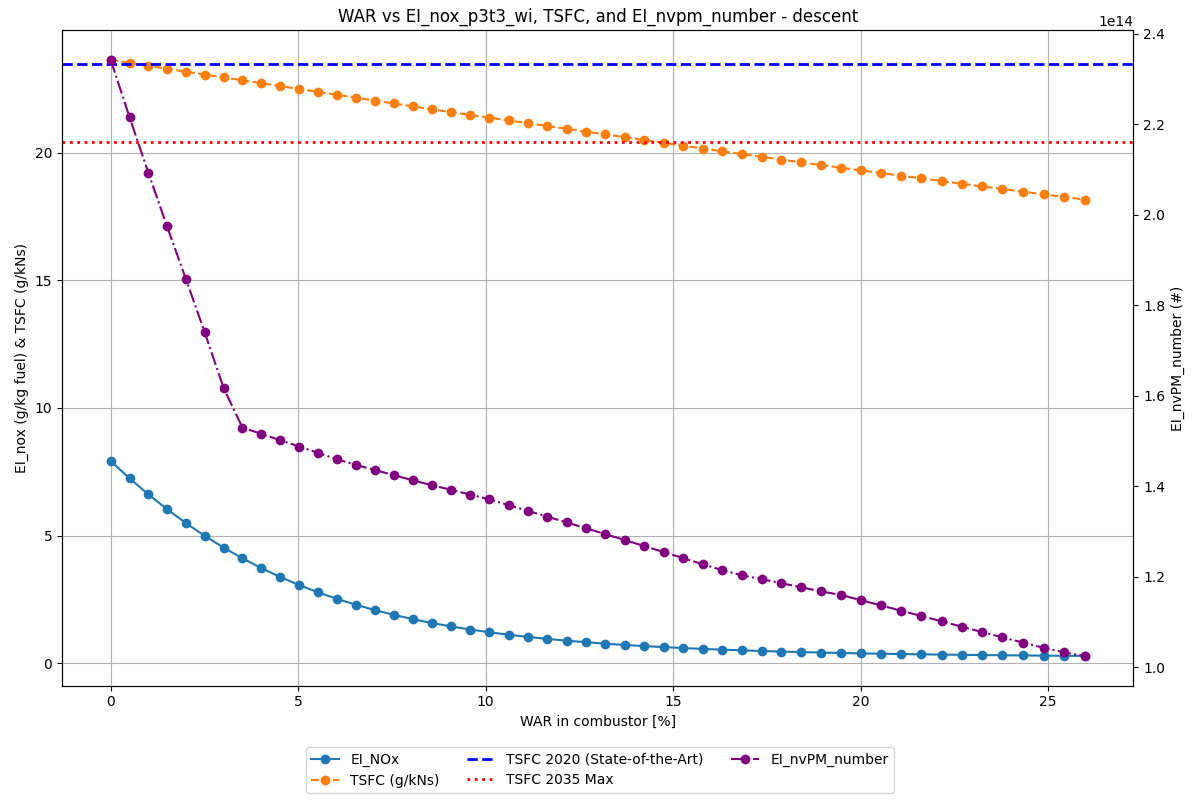 WAR vs EI_nox_p3t3_wi, TSFC, and EI_nvpm_number - descent
1e14
EI_nox (g/kg fuel) & TSFC (g/kNs)
20
15
10
5
0
2.4
2.2
2.0
1.8
1.6
1.4
1.2
1.0
EI_nvPM_number (#)
0 5 10 15 20 25
WAR in combustor [%]
EI_NOx TSFC 2020 (State-of-the-Art) EI_nvPM_number
TSFC (g/kNs) TSFC 2035 Max